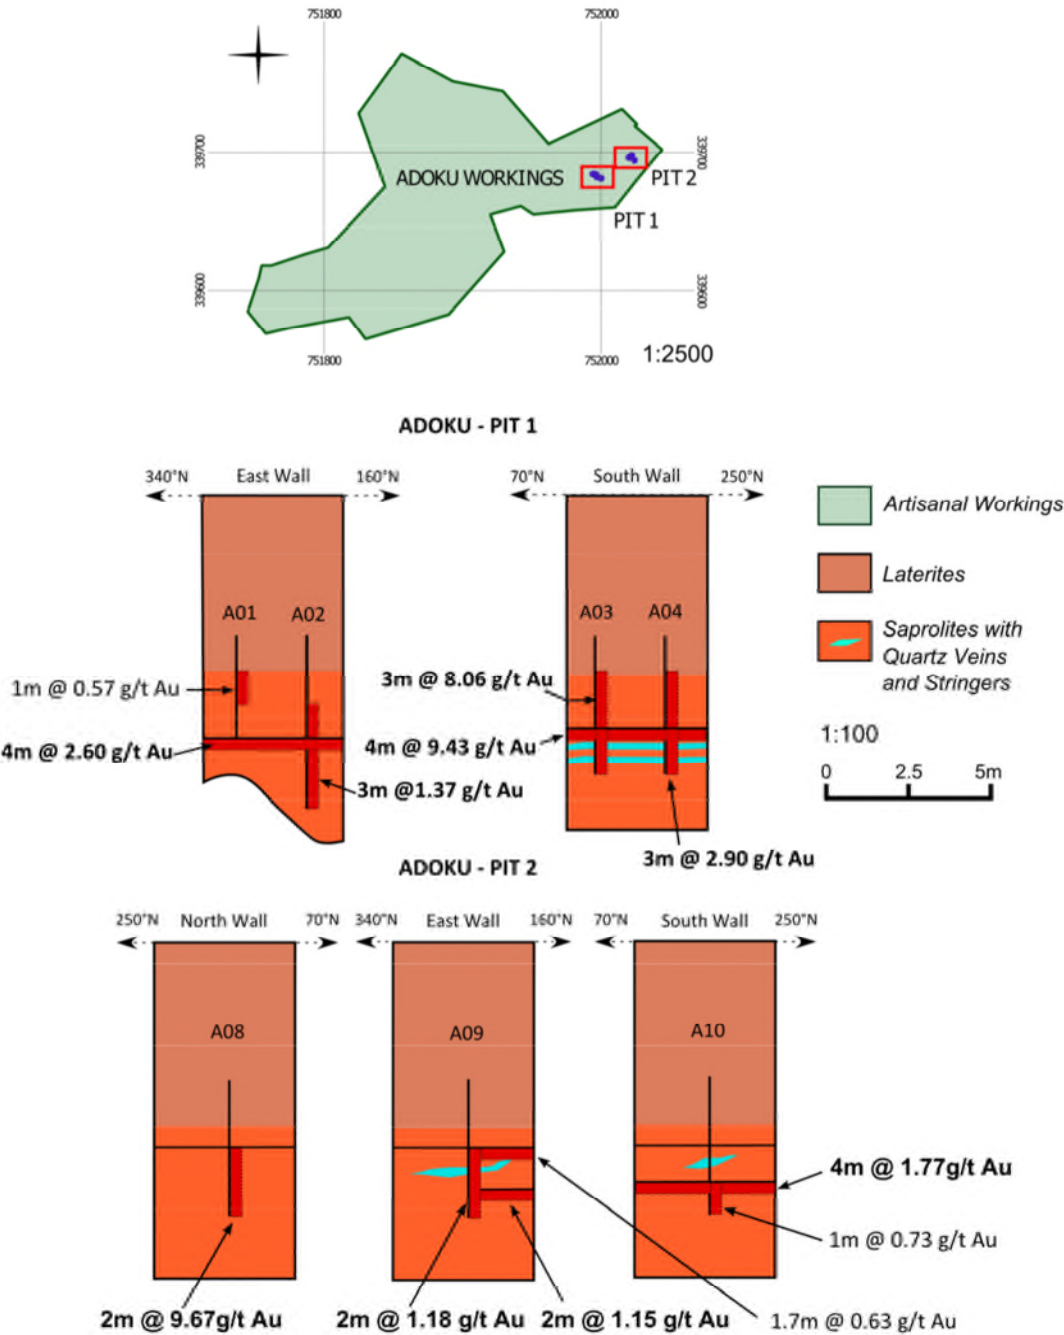 751800
752000
339700
339700
ADOKU WORKINGS
PIT 2
PIT 1
339600
339600
751800
752000
1:2500
ADOKU - PIT 1
340°N
East Wall
160°N
70°N
South Wall
250°N
Artisanal Workings
Laterites
Saprolites with
Quartz Veins
and Stringers
A01
A02
A03
A04
1m @ 0.57 g/t Au
3m @ 8.06 g/t Au
4m @ 2.60 g/t Au
4m @ 9.43 g/t Au
3m @1.37 g/t Au
3m @ 2.90 g/t Au
1:100
0
2.5
5m
ADOKU - PIT 2
250°N
North Wall
70°N
340°N
East Wall
160°N
70°N
South Wall
250°N
A08
A09
A10
4m @ 1.77g/t Au
1m @ 0.73 g/t Au
2m @ 9.67g/t Au
2m @ 1.18 g/t Au
2m @ 1.15 g/t Au
1.7m @ 0.63 g/t Au